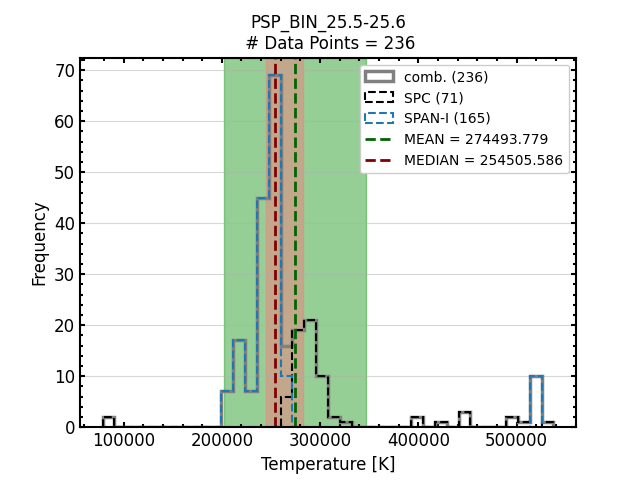 PSP_BIN_25.5-25.6
# Data Points = 236
comb. (236)
SPC (71)
SPAN-I (165)
MEAN = 274493.779
MEDIAN = 254505.586
Frequency
70
60
50
40
30
20
10
0
100000 200000 300000 400000 500000
Temperature [K]